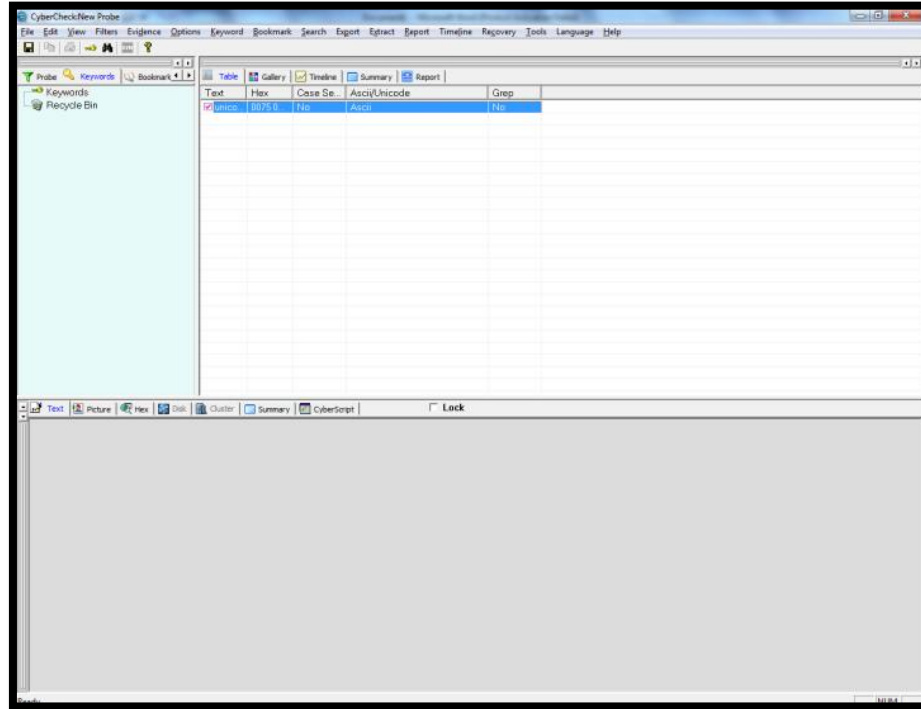 CyberCheck:New Probe
File Edit View Filters Evidence Options Keyword Bookmark Search Export Extract Report Timeline Recovery Tools Language Help
Probe Keywords Bookmark Table Gallery Timeline Summary Report
Keywords
Recycle Bin
Text Hex Case Se... Ascii/Unicode Grep
unico... 0075 0... No Ascii No
Text Picture Hex Disk Cluster Summary CyberScript Lock
Ready NUM